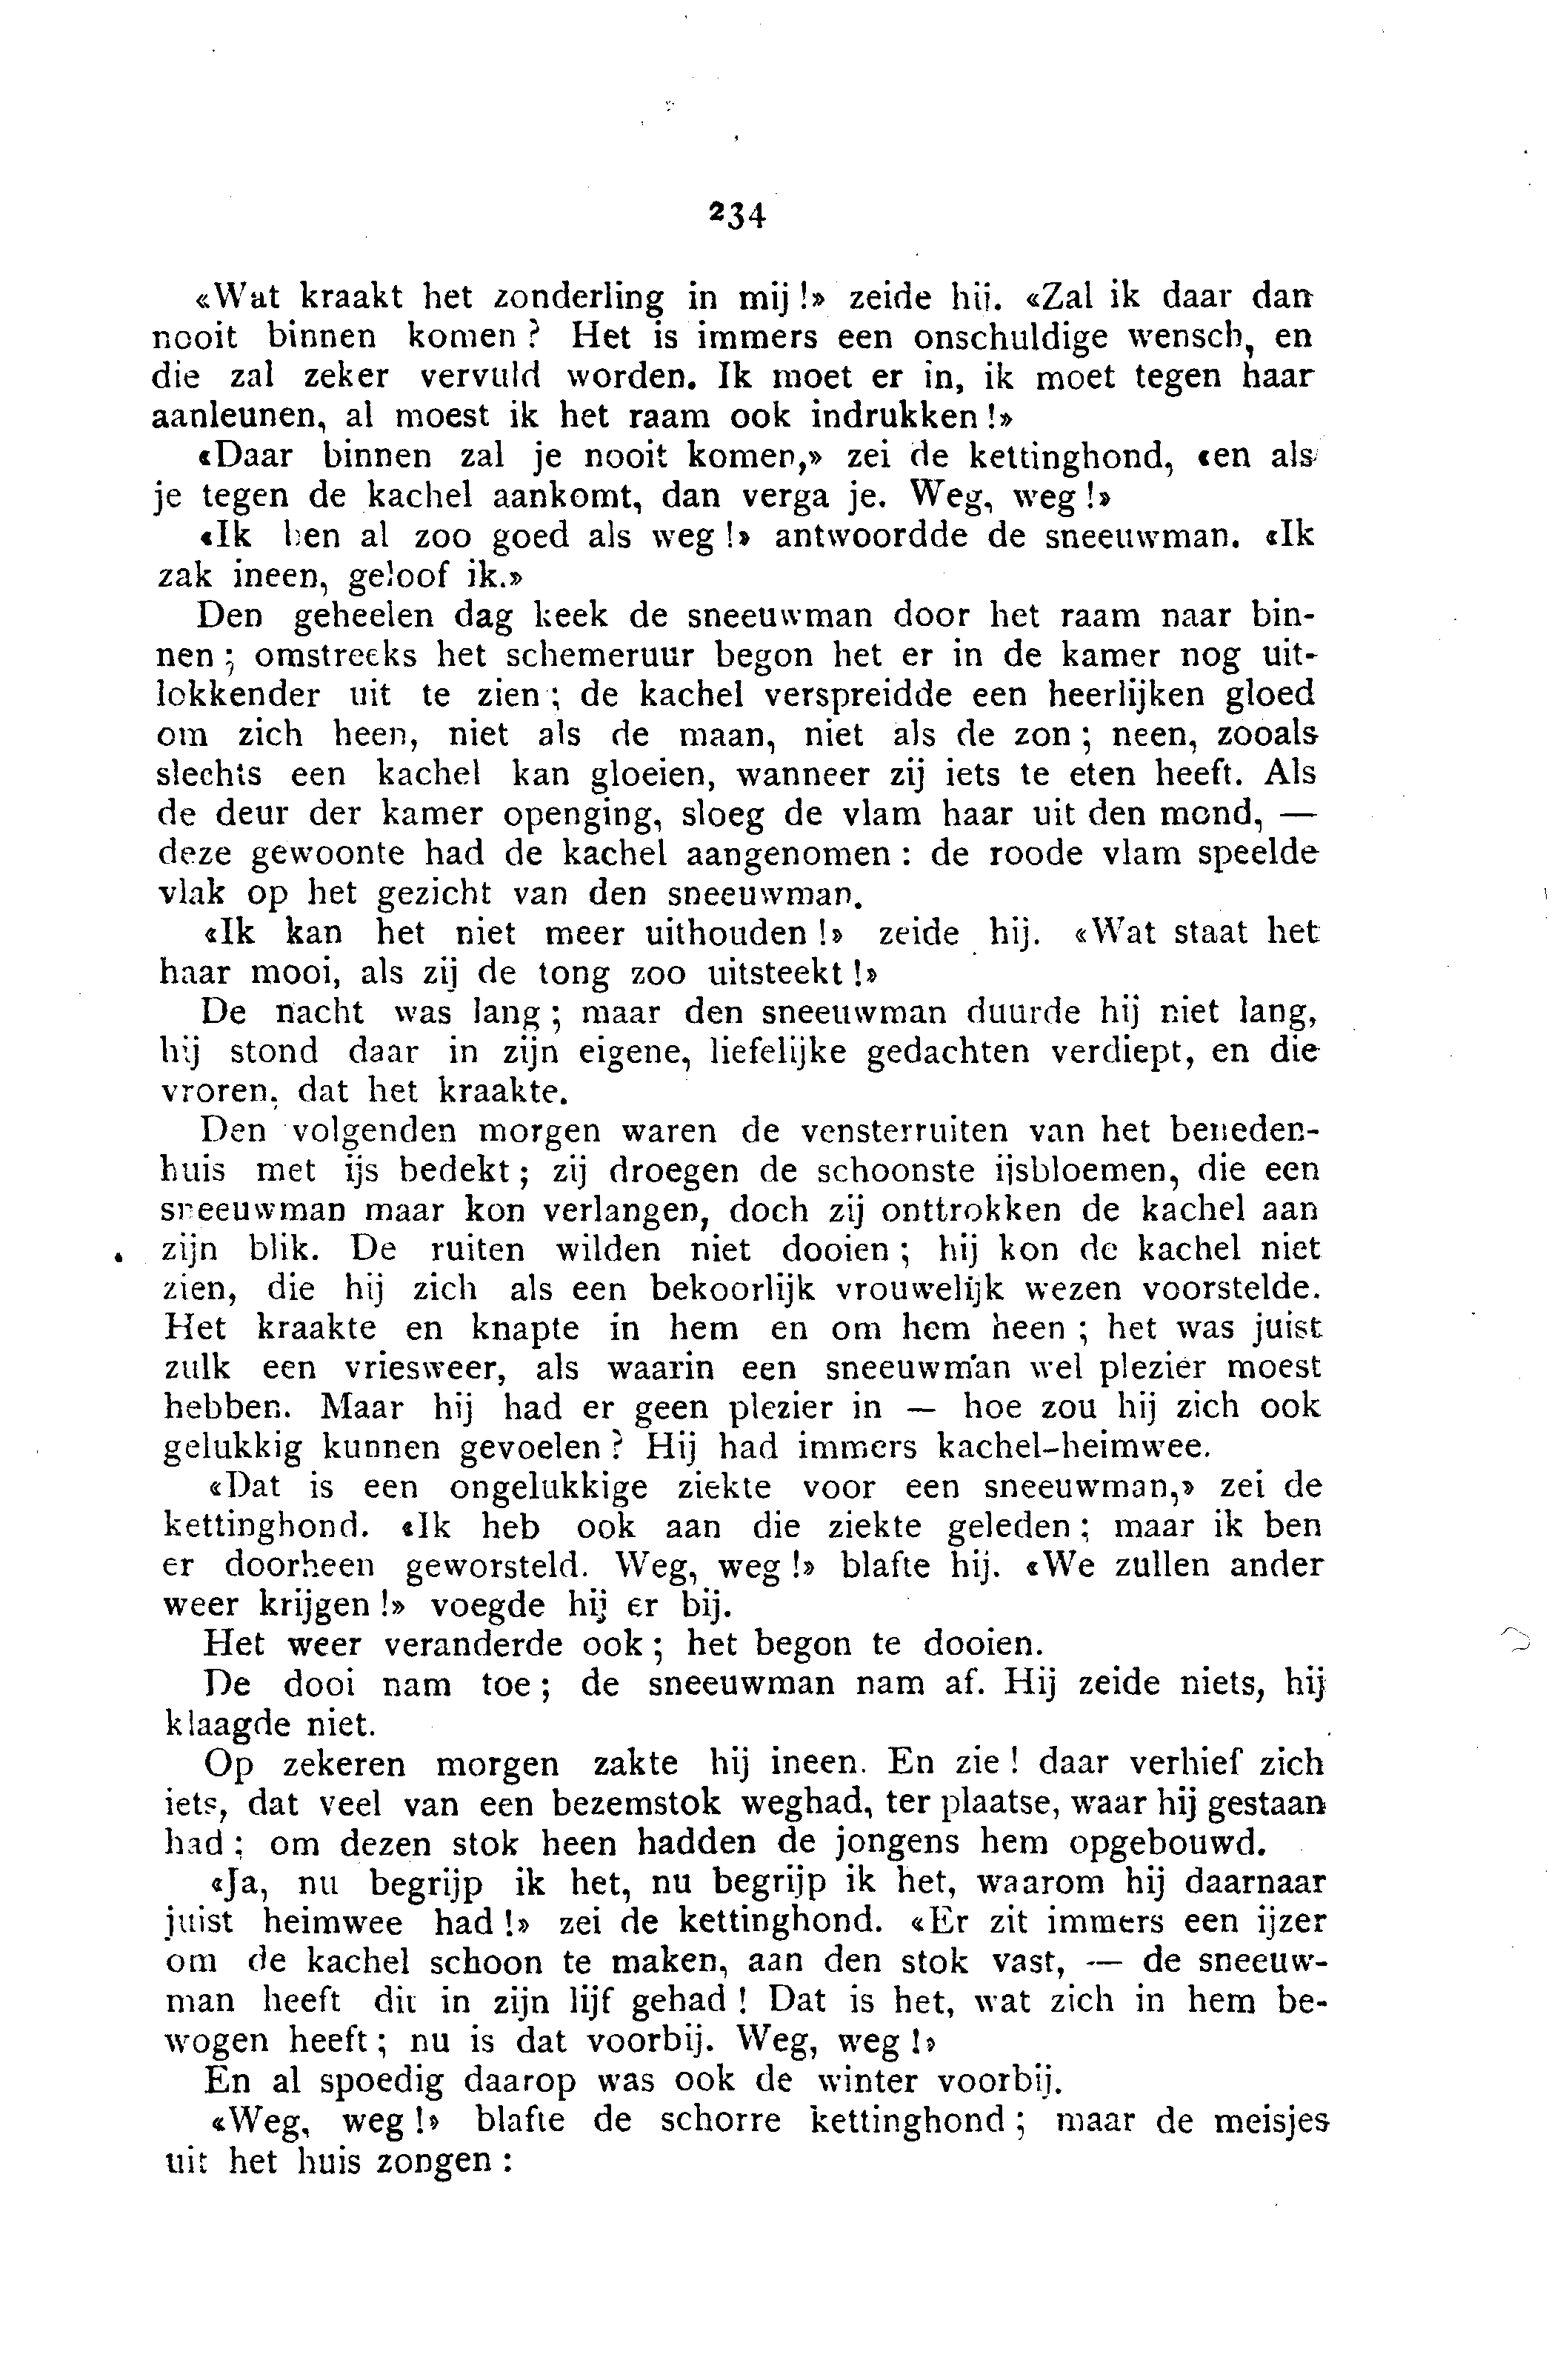 234
«Wat kraakt het zonderling in mij!» zeide hij. «Zal ik daar dan
nooit binnen komen? Het is immers een onschuldige wensch, en
die zal zeker vervuld worden. Ik moet er in, ik moet tegen haar
aanleunen, al moest ik het raam ook indrukken!»
«Daar binnen zal je nooit komen,» zei de kettinghond, «en als
je tegen de kachel aankomt, dan verga je. Weg, weg!»
«Ik ben al zoo goed als weg!» antwoordde de sneeuwman. «Ik
zak ineen, geloof ik.»
Den geheelen dag keek de sneeuwman door het raam naar bin-
nen; omstreeks het schemeruur begon het er in de kamer nog uit-
lokkender uit te zien; de kachel verspreidde een heerlijken gloed
om zich heen, niet als de maan, niet als de zon; neen, zooals
slechts een kachel kan gloeien, wanneer zij iets te eten heeft. Als
de deur der kamer openging, sloeg de vlam haar uit den mond, —
deze gewoonte had de kachel aangenomen: de roode vlam speelde
vlak op het gezicht van den sneeuwman.
«Ik kan het niet meer uithouden!» zeide hij. «Wat staat het
haar mooi, als zij de tong zoo uitsteekt!»
De nacht was lang; maar den sneeuwman duurde hij niet lang,
hij stond daar in zijn eigene, liefelijke gedachten verdiept, en die
vroren, dat het kraakte.
Den volgenden morgen waren de vensterruiten van het beneden-
huis met ijs bedekt; zij droegen de schoonste ijsbloemen, die een
sneeuwman maar kon verlangen, doch zij onttrokken de kachel aan
zijn blik. De ruiten wilden niet dooien; hij kon de kachel niet
zien, die hij zich als een bekoorlijk vrouwelijk wezen voorstelde.
Het kraakte en knapte in hem en om hem heen; het was juist
zulk een vriesweer, als waarin een sneeuwman wel plezier moest
hebben. Maar hij had er geen plezier in — hoe zou hij zich ook
gelukkig kunnen gevoelen? Hij had immers kachel-heimwee.
«Dat is een ongelukkige ziekte voor een sneeuwman,» zei de
kettinghond. «Ik heb ook aan die ziekte geleden; maar ik ben
er doorheen geworsteld. Weg, weg!» blafte hij. «We zullen ander
weer krijgen!» voegde hij er bij.
Het weer veranderde ook; het begon te dooien.
De dooi nam toe; de sneeuwman nam af. Hij zeide niets, hij
klaagde niet.
Op zekeren morgen zakte hij ineen. En zie! daar verhief zich
iets, dat veel van een bezemstok weghad, ter plaatse, waar hij gestaan
had; om dezen stok heen hadden de jongens hem opgebouwd.
«Ja, nu begrijp ik het, nu begrijp ik het, waarom hij daarnaar
juist heimwee had!» zei de kettinghond. «Er zit immers een ijzer
om de kachel schoon te maken, aan den stok vast, — de sneeuw-
man heeft dit in zijn lijf gehad! Dat is het, wat zich in hem be-
wogen heeft; nu is dat voorbij. Weg, weg!»
En al spoedig daarop was ook de winter voorbij.
«Weg, weg!» blafte de schorre kettinghond; maar de meisjes
uit het huis zongen: